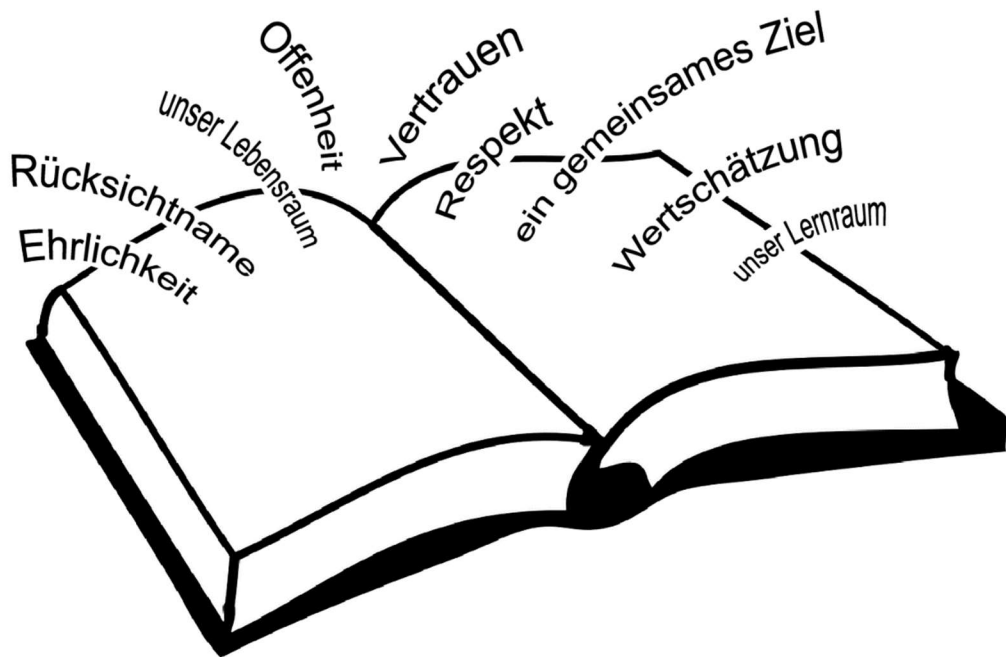 Offenheit
Vertrauen
ein gemeinsames Ziel
unser Lebensraum
Respekt
Wertschätzung
Rücksichtname
unser Lernraum
Ehrlichkeit